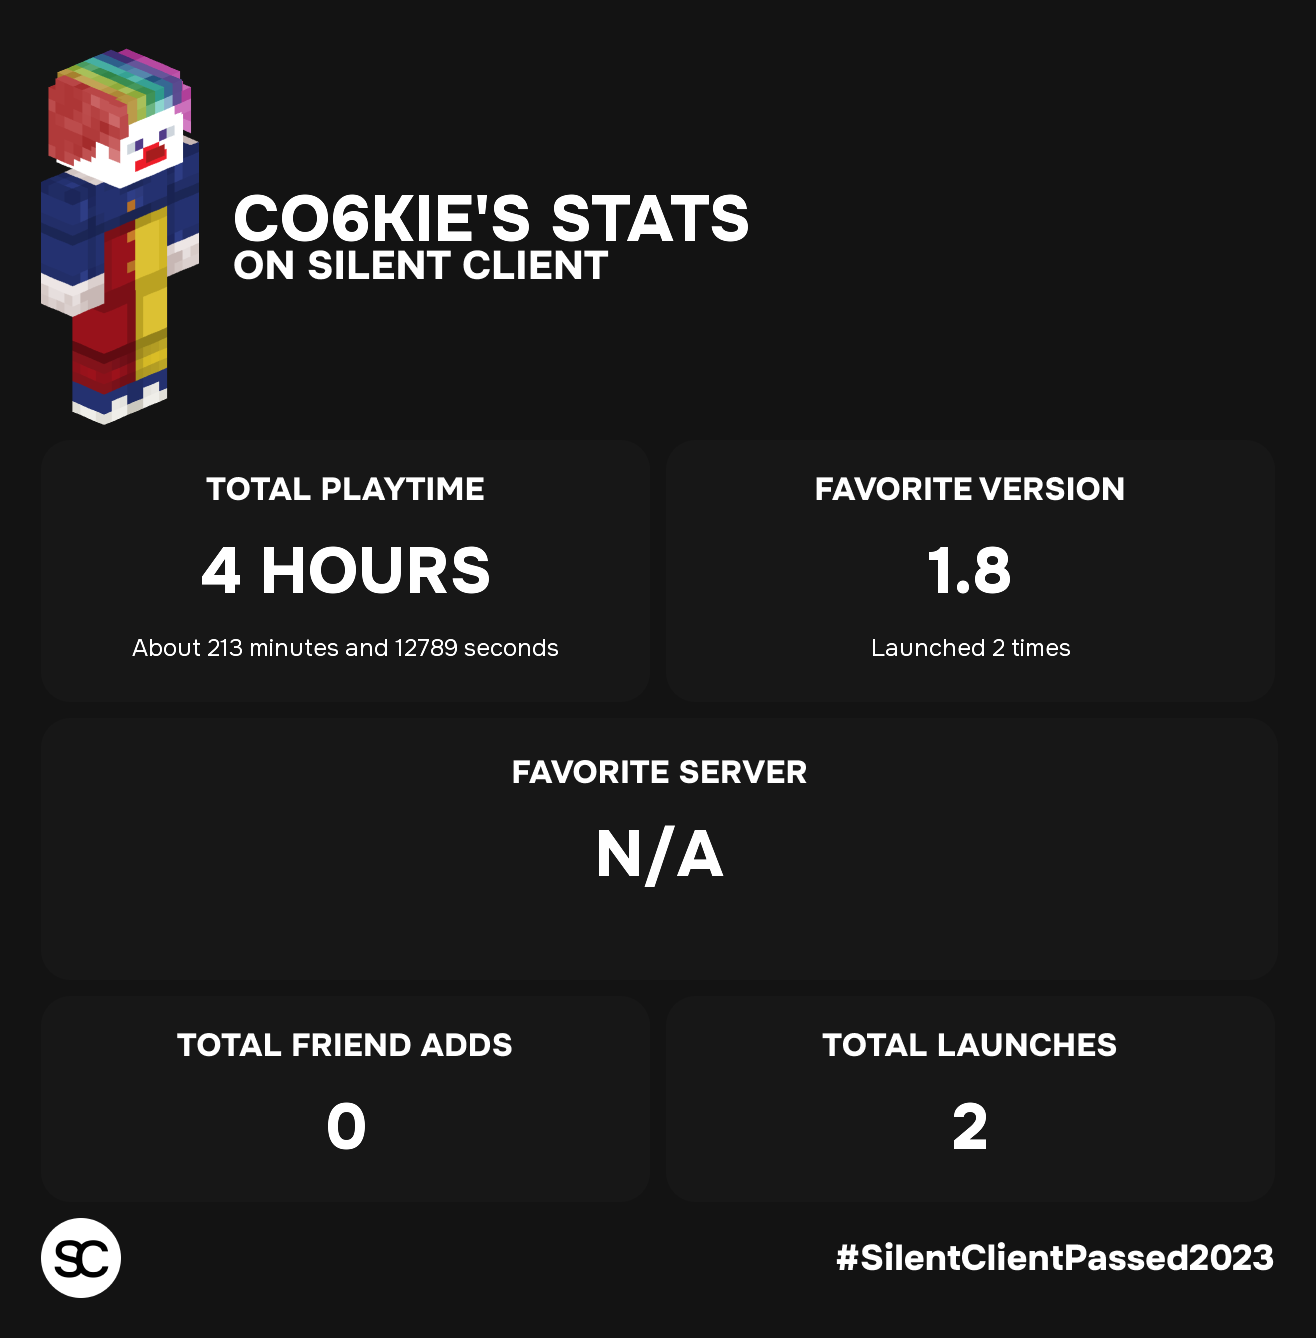 CO6KIE'S STATS
ON SILENT CLIENT
TOTAL PLAYTIME
4 HOURS
About 213 minutes and 12789 seconds
FAVORITE VERSION
1.8
Launched 2 times
FAVORITE SERVER
N/A
TOTAL FRIEND ADDS
0
TOTAL LAUNCHES
2
SC
#SilentClientPassed2023